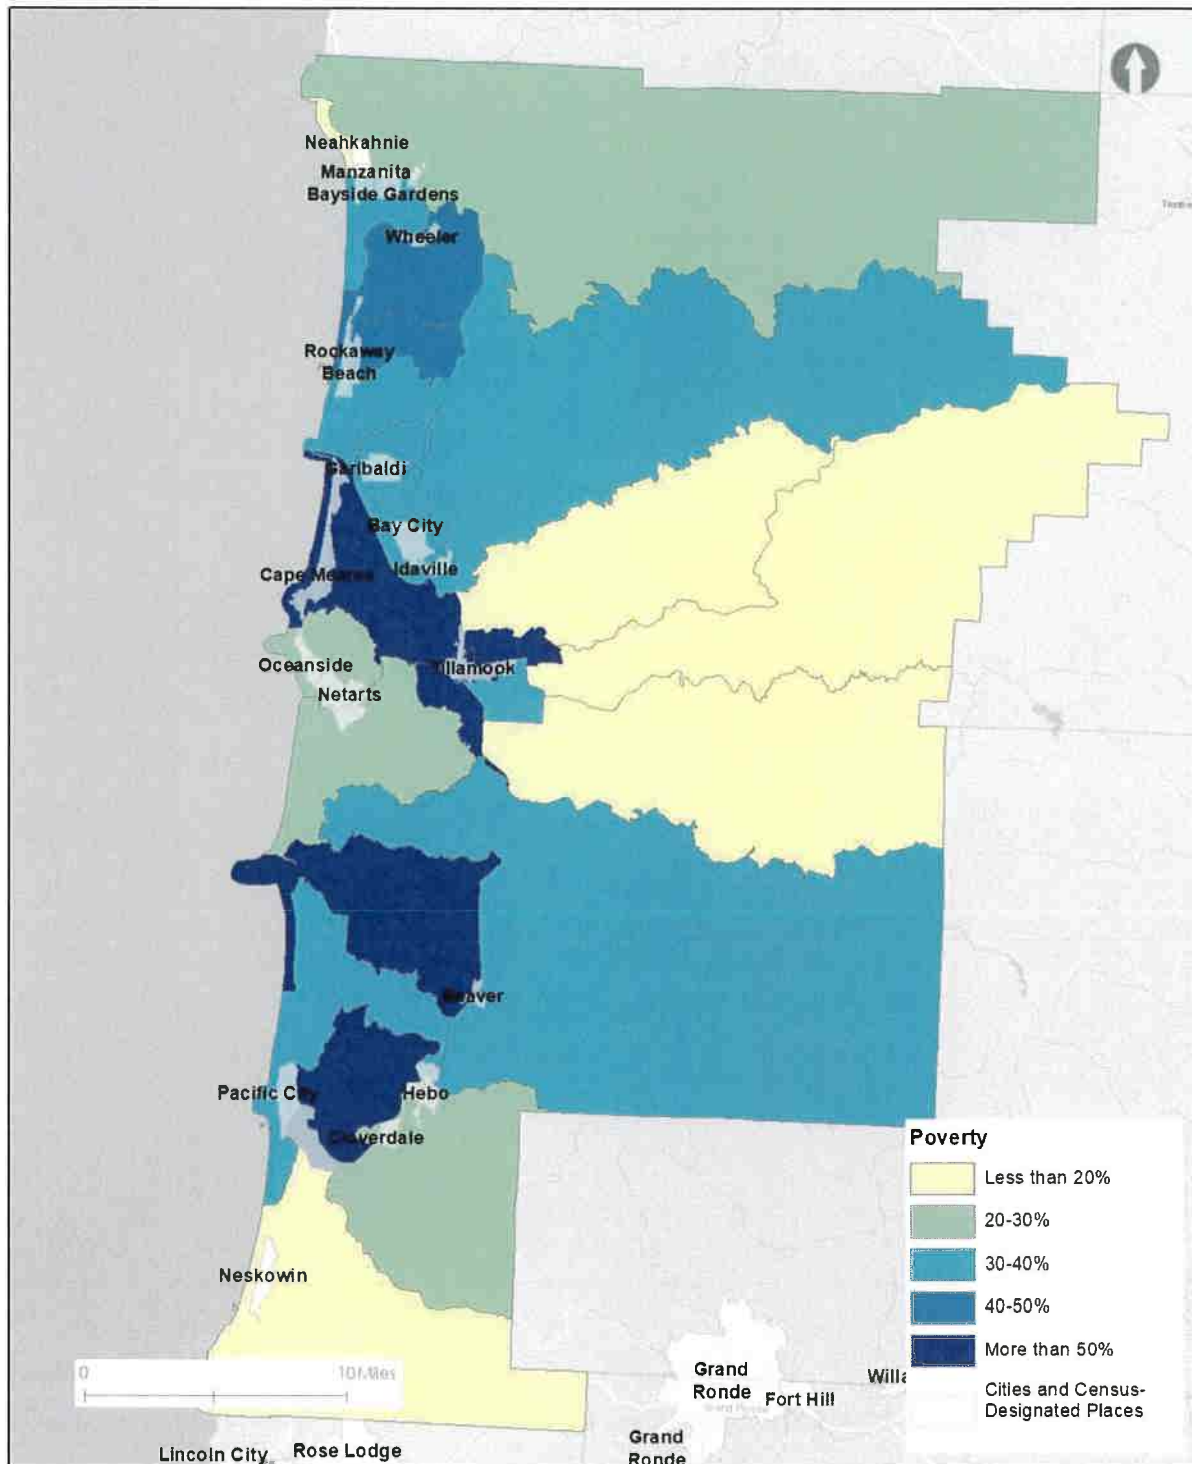 Neahkahnie
Manzanita
Bayside Gardens
Wheeler
Rockaway
Beach
Garibaldi
Bay City
Idaville
Cape Meares
Oceanside
Tillamook
Netarts
Beaver
Pacific City
Hebo
Cloverdale
Neskowin
Poverty
Less than 20%
20-30%
30-40%
40-50%
More than 50%
Cities and Census-
Designated Places
0
10 Miles
Grand
Ronde
Willa
Fort Hill
Grand
Ronde
Lincoln City
Rose Lodge